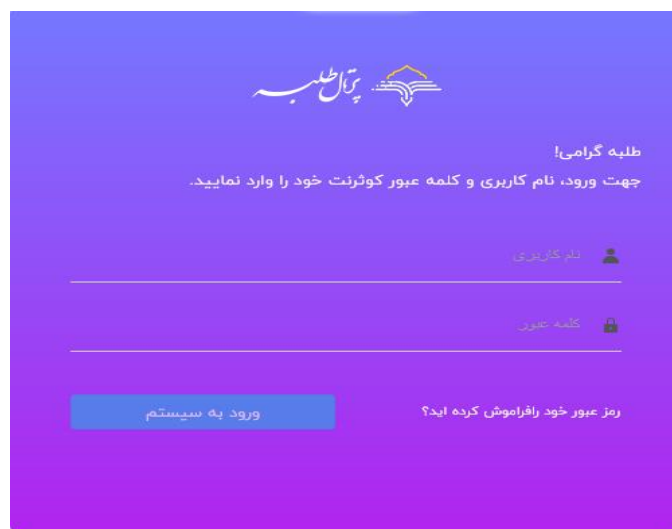 پرتال طلبه
طلبه گرامی!
جهت ورود، نام کاربری و کلمه عبور کوثرنت خود را وارد نمایید.
نام کاربری
کلمه عبور
رمز عبور خود رافراموش کرده اید؟
ورود به سیستم